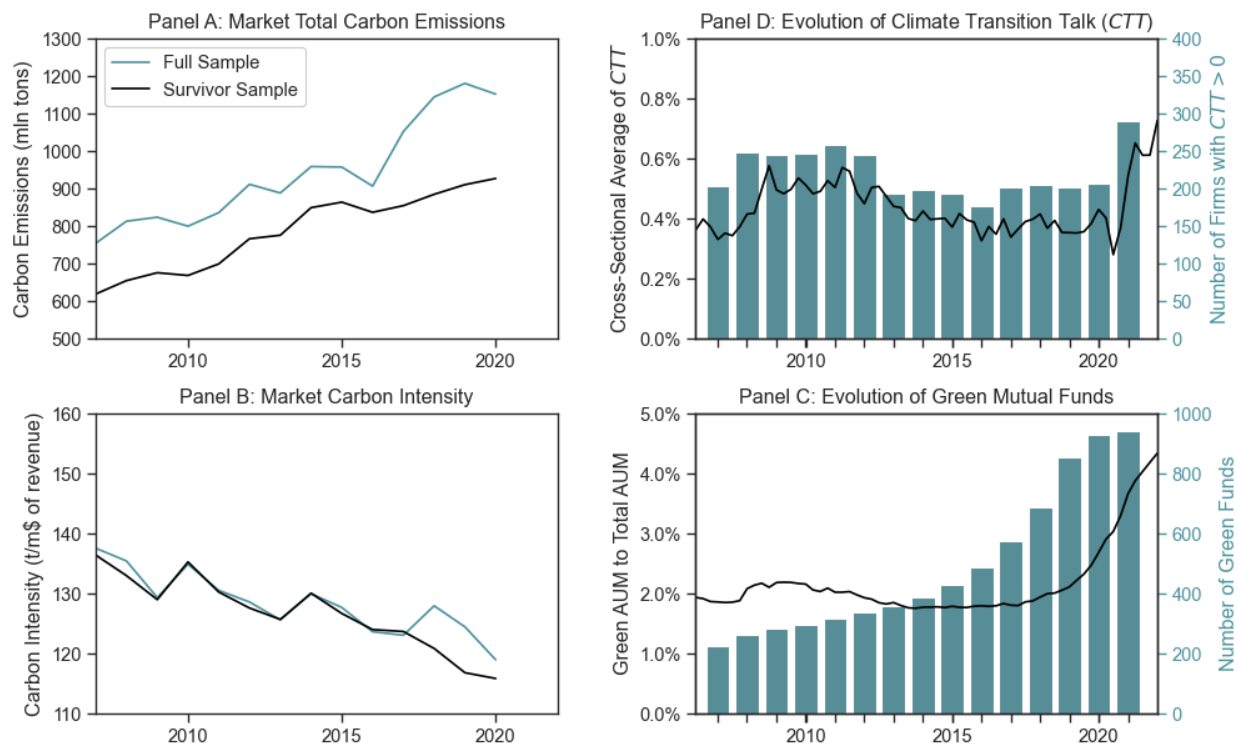 Panel A: Market Total Carbon Emissions
1300
1200
1100
1000
900
800
700
600
500
Carbon Emissions (mln tons)
Full Sample
Survivor Sample
2010 2015 2020
Panel D: Evolution of Climate Transition Talk (CTT)
1.0%
0.8%
0.6%
0.4%
0.2%
0.0%
Cross-Sectional Average of CTT
400
350
300
250
200
150
100
50
0
Number of Firms with CTT > 0
2010 2015 2020
Panel B: Market Carbon Intensity
160
150
140
130
120
110
Carbon Intensity (t/m$ of revenue)
2010 2015 2020
Panel C: Evolution of Green Mutual Funds
5.0%
4.0%
3.0%
2.0%
1.0%
0.0%
Green AUM to Total AUM
1000
800
600
400
200
0
Number of Green Funds
2010 2015 2020